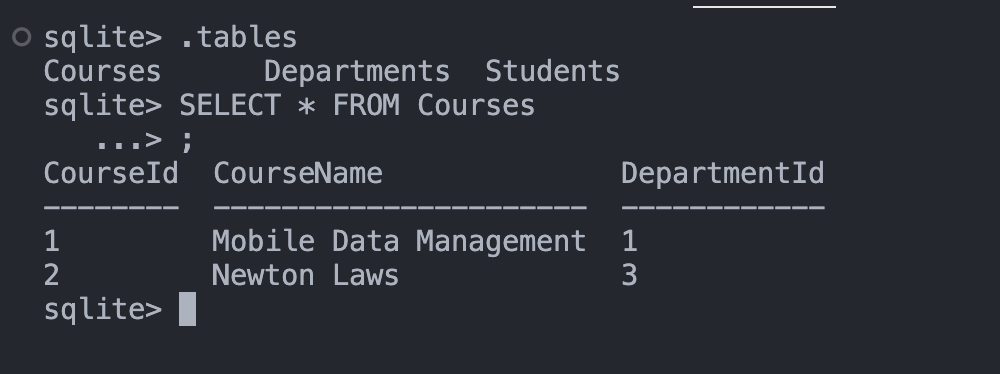 sqlite> .tables
Courses      Departments  Students
sqlite> SELECT * FROM Courses
   ...> ;
CourseId  CourseName              DepartmentId
--------  ----------------------  ------------
1         Mobile Data Management  1
2         Newton Laws             3
sqlite>